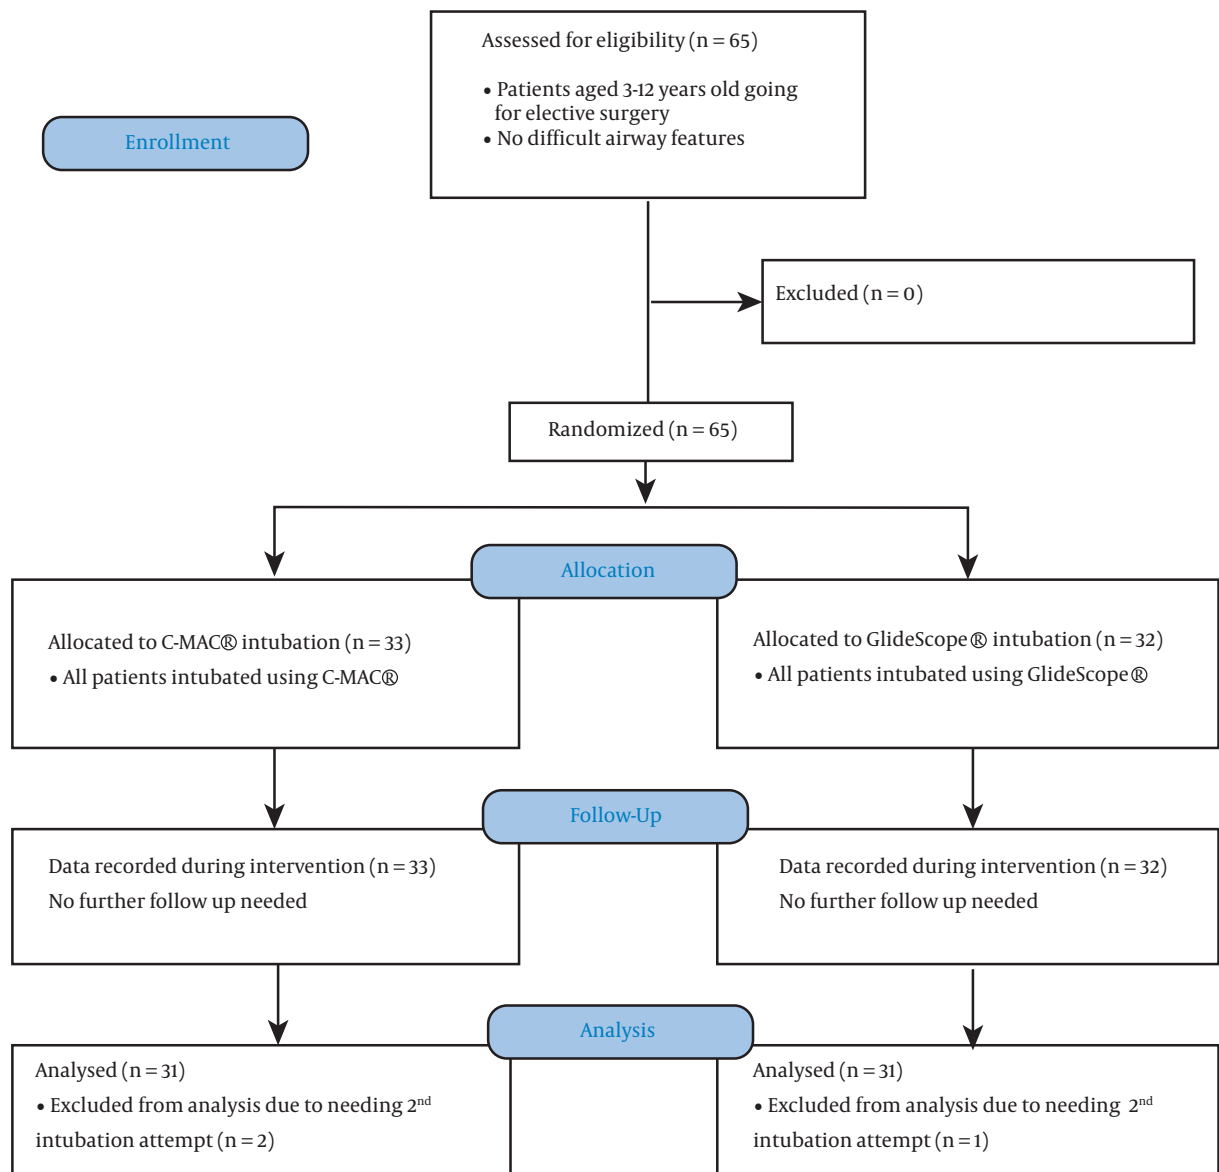 Assessed for eligibility (n = 65)
• Patients aged 3-12 years old going
for elective surgery
• No difficult airway features
Enrollment
Excluded (n = 0)
Randomized (n = 65)
Allocation
Allocated to C-MAC® intubation (n = 33)
• All patients intubated using C-MAC®
Allocated to GlideScope® intubation (n = 32)
• All patients intubated using GlideScope®
Follow-Up
Data recorded during intervention (n = 33)
No further follow up needed
Data recorded during intervention (n = 32)
No further follow up needed
Analysis
Analysed (n = 31)
• Excluded from analysis due to needing 2nd
intubation attempt (n = 2)
Analysed (n = 31)
• Excluded from analysis due to needing 2nd
intubation attempt (n = 1)